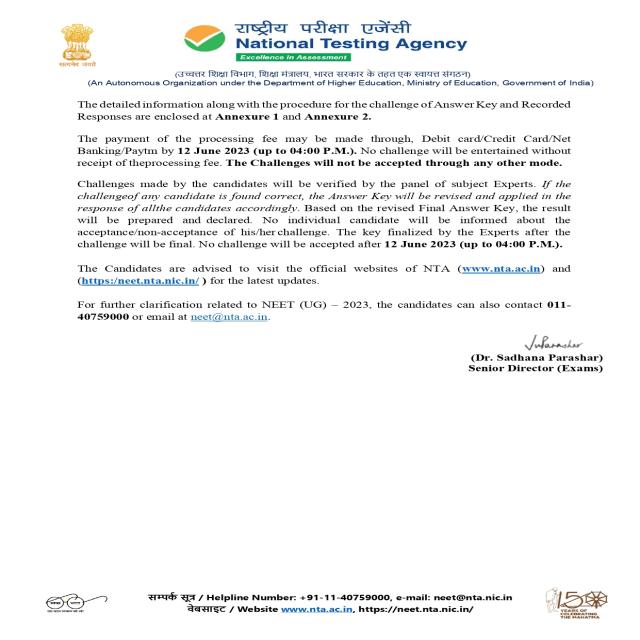 राष्ट्रीय परीक्षा एजेंसी
National Testing Agency
Excellence in Assessment
सत्यमेव जयते
(उच्चत्तर शिक्षा विभाग, शिक्षा मंत्रालय, भारत सरकार के तहत एक स्वायत्त संगठन)
(An Autonomous Organization under the Department of Higher Education, Ministry of Education, Government of India)
The detailed information along with the procedure for the challenge of Answer Key and Recorded
Responses are enclosed at Annexure 1 and Annexure 2.
The payment of the processing fee may be made through, Debit card/Credit Card/Net
Banking/Paytm by 12 June 2023 (up to 04:00 P.M.). No challenge will be entertained without
receipt of theprocessing fee. The Challenges will not be accepted through any other mode.
Challenges made by the candidates will be verified by the panel of subject Experts. If the
challengeof any candidate is found correct, the Answer Key will be revised and applied in the
response of allthe candidates accordingly. Based on the revised Final Answer Key, the result
will be prepared and declared. No individual candidate will be informed about the
acceptance/non-acceptance of his/her challenge. The key finalized by the Experts after the
challenge will be final. No challenge will be accepted after 12 June 2023 (up to 04:00 P.M.).
The Candidates are advised to visit the official websites of NTA (www.nta.ac.in) and
(https:/neet.nta.nic.in/ ) for the latest updates.
For further clarification related to NEET (UG) – 2023, the candidates can also contact 011-
40759000 or email at neet@nta.ac.in.
(Dr. Sadhana Parashar)
Senior Director (Exams)
सम्पर्क सूत्र / Helpline Number: +91-11-40759000, e-mail: neet@nta.nic.in
वेबसाइट / Website www.nta.ac.in, https://neet.nta.nic.in/
150
YEARS OF
CELEBRATING
THE MAHATMA